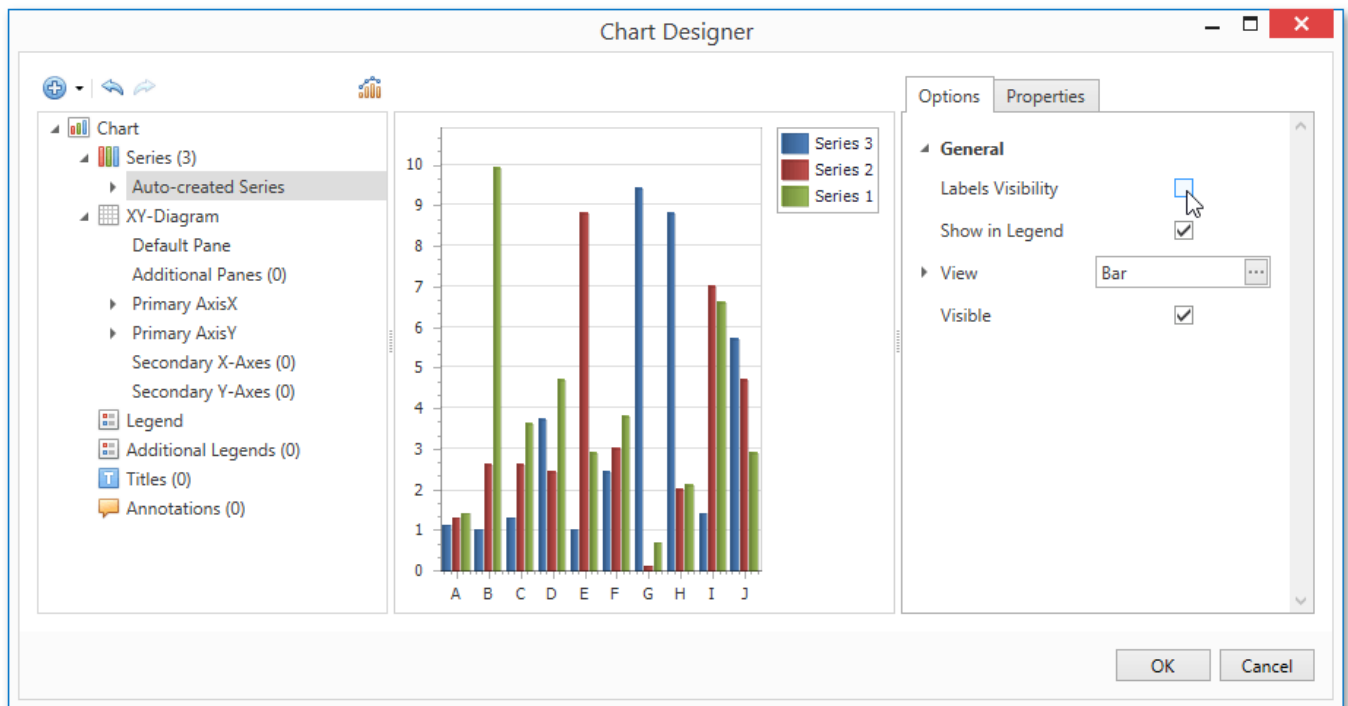 Chart Designer
Chart
Series (3)
Auto-created Series
XY-Diagram
Default Pane
Additional Panes (0)
Primary AxisX
Primary AxisY
Secondary X-Axes (0)
Secondary Y-Axes (0)
Legend
Additional Legends (0)
T Titles (0)
Annotations (0)
10
9
8
7
6
5
4
3
2
1
0
A B C D E F G H I J
Series 3
Series 2
Series 1
Options Properties
General
Labels Visibility
Show in Legend
View Bar ...
Visible
OK Cancel